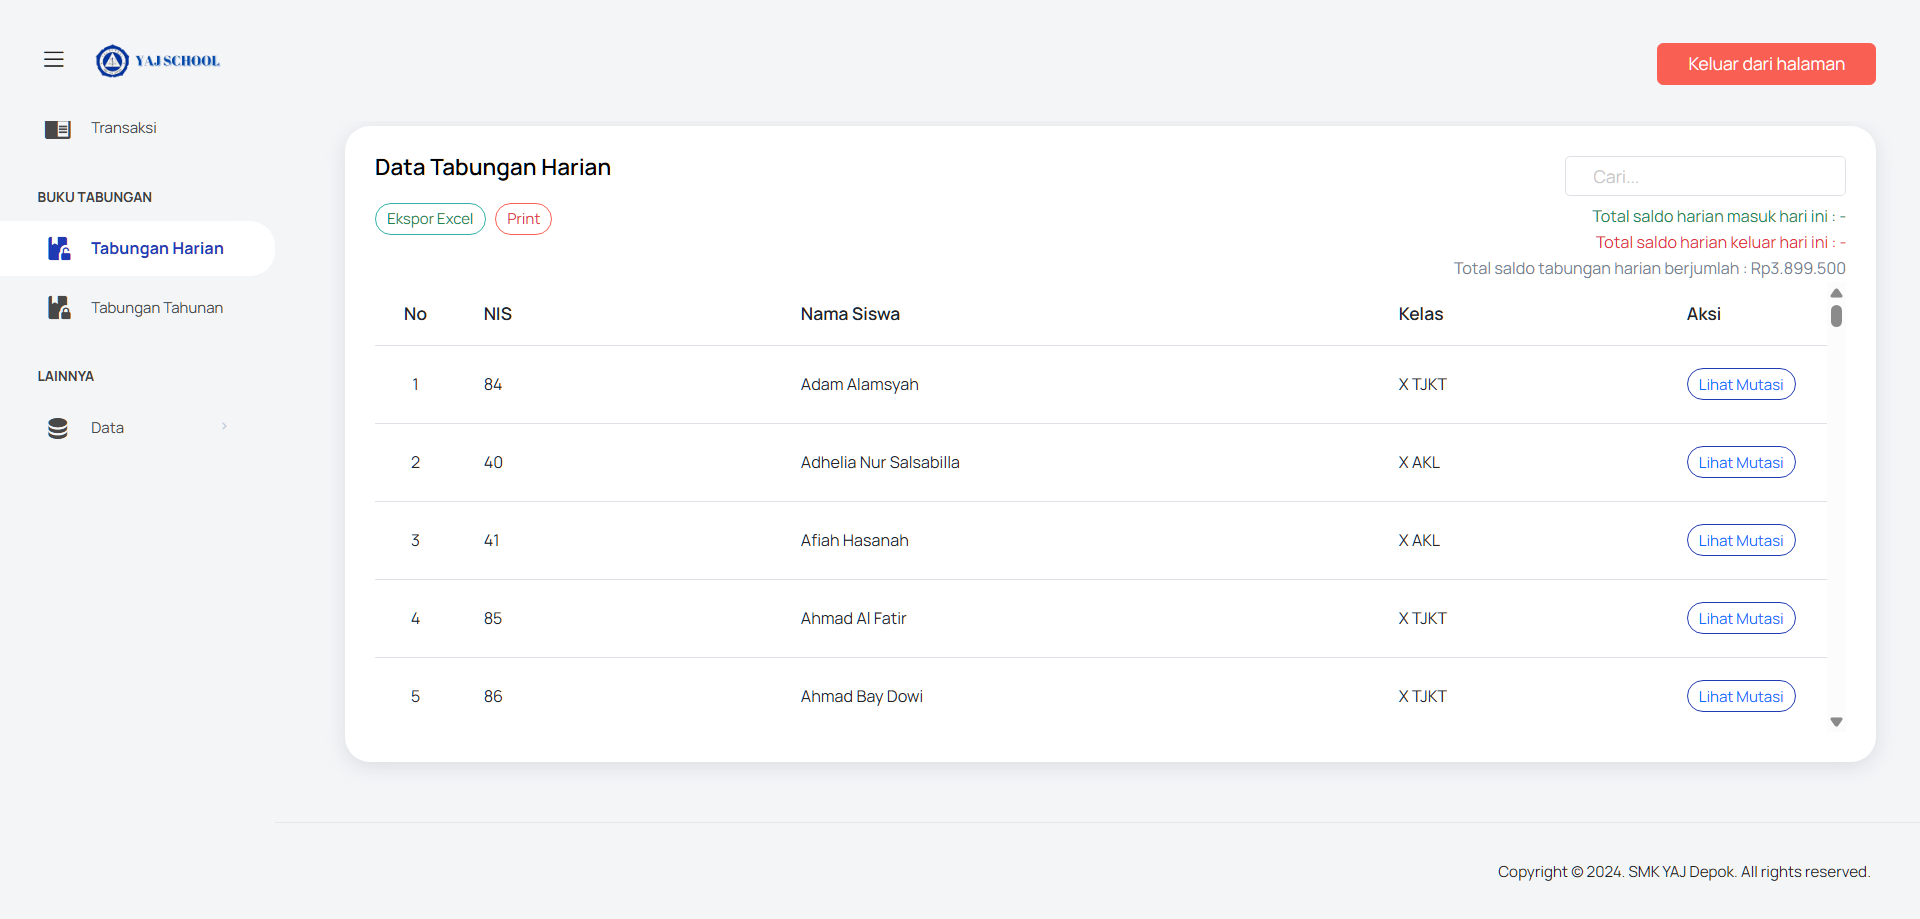 YAJ SCHOOL
Keluar dari halaman
Transaksi
BUKU TABUNGAN
Tabungan Harian
Tabungan Tahunan
LAINNYA
Data
Data Tabungan Harian
Cari...
Ekspor Excel Print
Total saldo harian masuk hari ini : -
Total saldo harian keluar hari ini : -
Total saldo tabungan harian berjumlah : Rp3.899.500
No NIS Nama Siswa Kelas Aksi
1 84 Adam Alamsyah X TJKT Lihat Mutasi
2 40 Adhelia Nur Salsabilla X AKL Lihat Mutasi
3 41 Afiah Hasanah X AKL Lihat Mutasi
4 85 Ahmad Al Fatir X TJKT Lihat Mutasi
5 86 Ahmad Bay Dowi X TJKT Lihat Mutasi
Copyright © 2024. SMK YAJ Depok. All rights reserved.